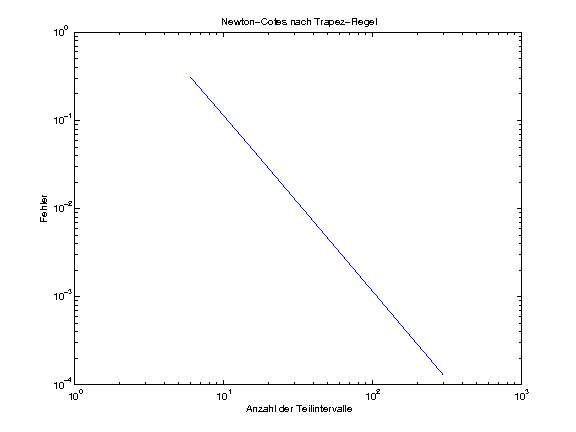 Newton-Cotes nach Trapez-Regel
10^0
10^-1
10^-2
10^-3
10^-4
Fehler
10^0 10^1 10^2 10^3
Anzahl der Teilintervalle